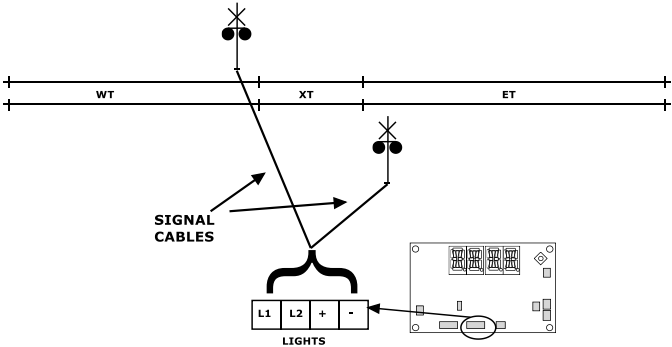 WT XT ET
SIGNAL
CABLES
L1 L2 + -
LIGHTS